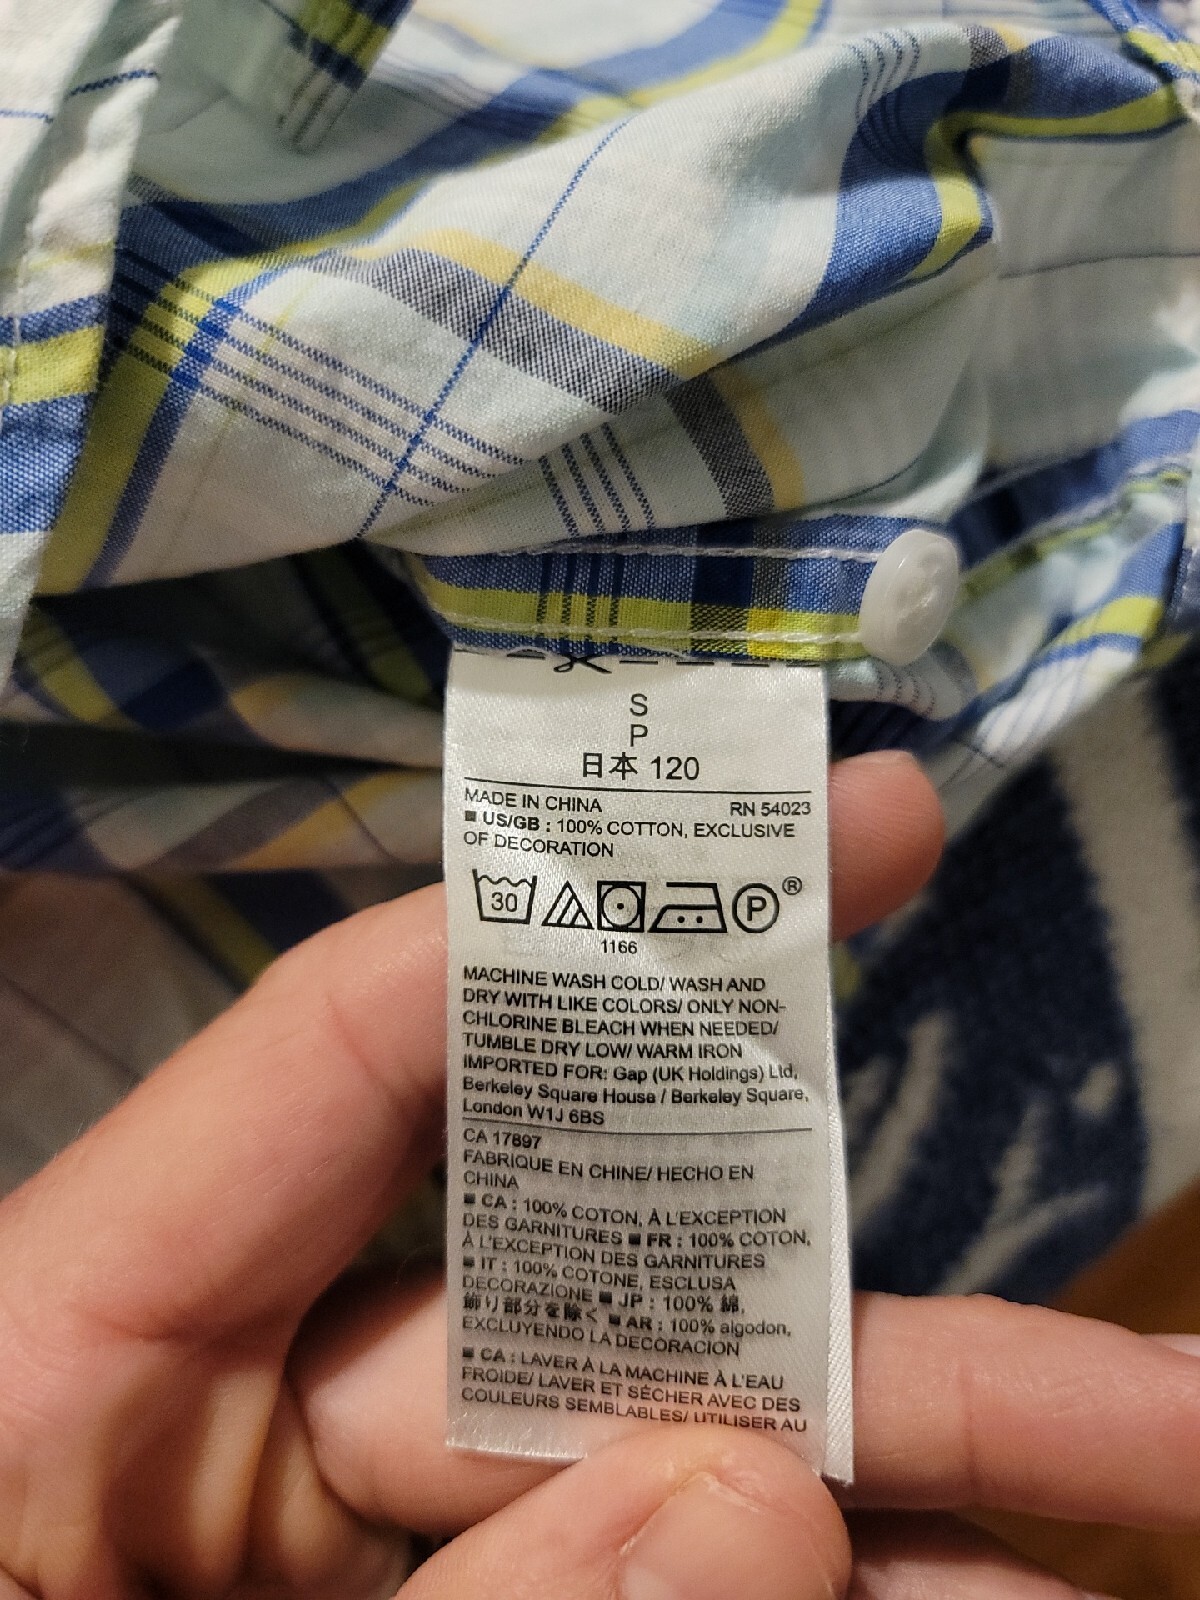 S
P
日本 120
MADE IN CHINA RN 54023
■ US/GB : 100% COTTON, EXCLUSIVE
OF DECORATION
30 P ®
1166
MACHINE WASH COLD/ WASH AND
DRY WITH LIKE COLORS/ ONLY NON-
CHLORINE BLEACH WHEN NEEDED/
TUMBLE DRY LOW/ WARM IRON
IMPORTED FOR: Gap (UK Holdings) Ltd,
Berkeley Square House / Berkeley Square,
London W1J 6BS
CA 17897
FABRIQUE EN CHINE/ HECHO EN
CHINA
■ CA : 100% COTON, À L'EXCEPTION
DES GARNITURES ■ FR : 100% COTON,
À L'EXCEPTION DES GARNITURES
■ IT : 100% COTONE, ESCLUSA
DECORAZIONE ■ JP : 100% 綿,
飾り部分を除く ■ AR : 100% algodon,
EXCLUYENDO LA DECORACION
■ CA : LAVER À LA MACHINE À L'EAU
FROIDE/ LAVER ET SÉCHER AVEC DES
COULEURS SEMBLABLES/ UTILISER AU